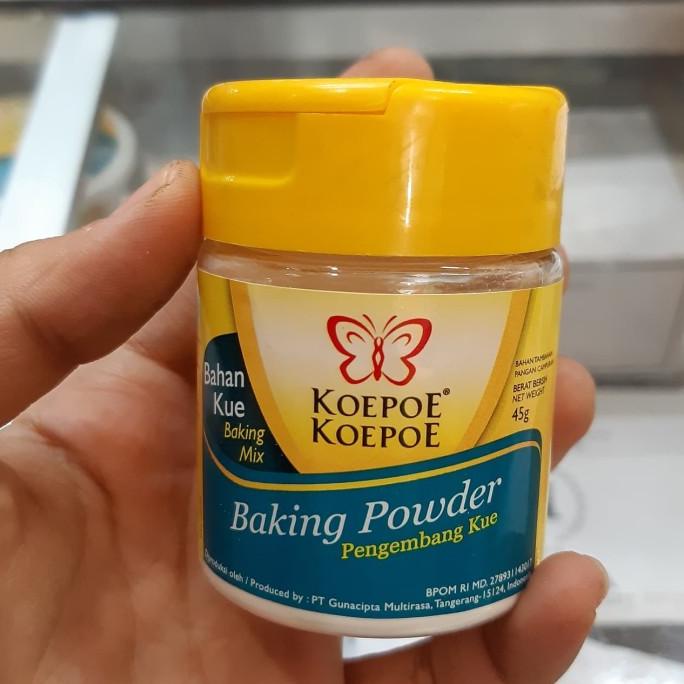 KOEPOE®
KOEPOE
Bahan
Kue
Baking
Mix
BAHAN TAMBAHAN
PANGAN CAMPURAN
BERAT BERSIH
NET WEIGHT
45g
Baking Powder
Pengembang Kue
BPOM RI MD.
Diproduksi oleh / Produced by : PT Gunacipta Multirasa, Tangerang-15124,